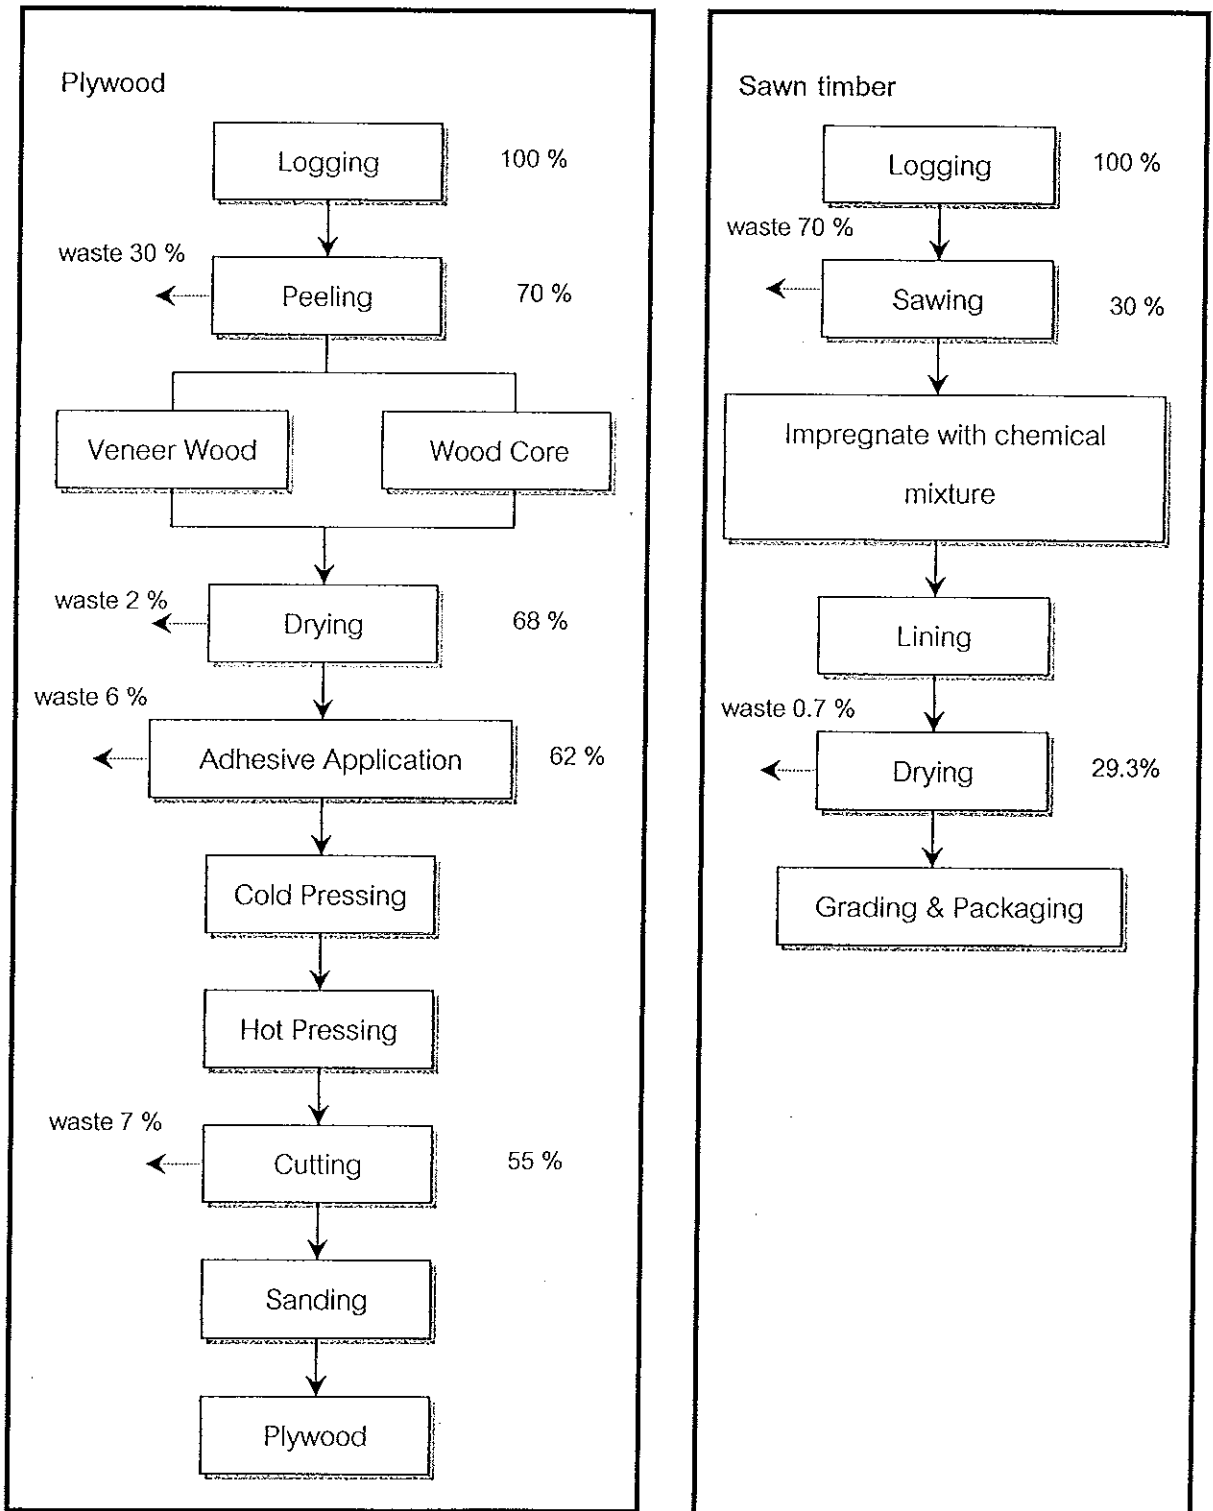 Plywood
Logging
100 %
waste 30 %
Peeling
70 %
Veneer Wood
Wood Core
waste 2 %
Drying
68 %
waste 6 %
Adhesive Application
62 %
Cold Pressing
Hot Pressing
waste 7 %
Cutting
55 %
Sanding
Plywood
Sawn timber
Logging
100 %
waste 70 %
Sawing
30 %
Impregnate with chemical
mixture
Lining
waste 0.7 %
Drying
29.3%
Grading & Packaging